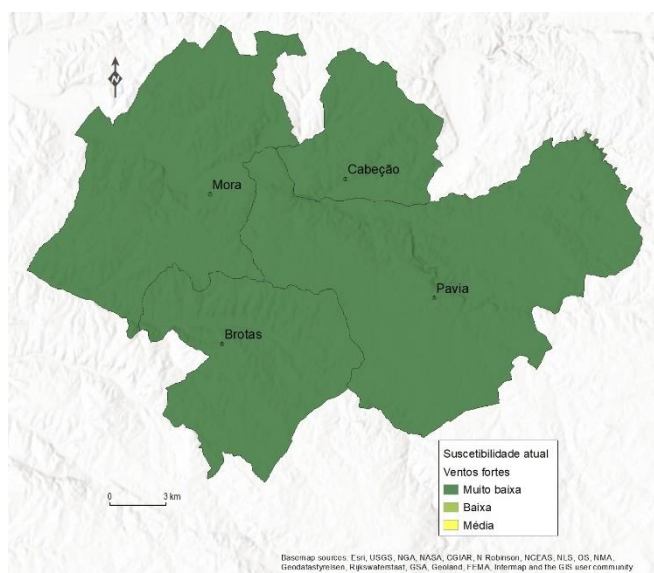 N
Cabeção
Mora
Pavia
Brotas
Suscetibilidade atual
Ventos fortes
Muito baixa
Baixa
Média
0 3 km
Basemap sources: Esri, USGS, NGA, NASA, CGIAR, N Robinson, NCEAS, NLS, OS, NMA,
Geodatastyrelsen, Rijkswaterstaat, GSA, Geoland, FEMA, Intermap and the GIS user community